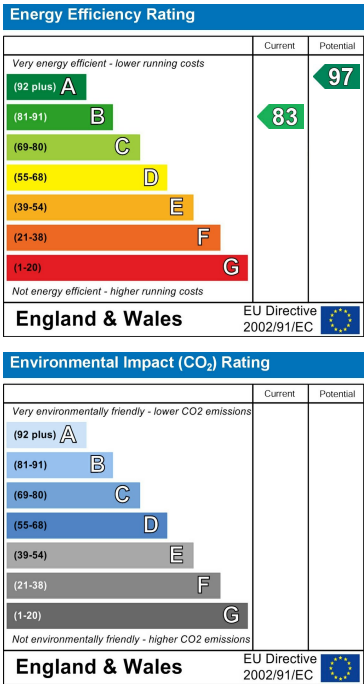 Energy Efficiency Rating
Current Potential
Very energy efficient - lower running costs
(92 plus) A
97
(81-91) B
83
(69-80) C
(55-68) D
(39-54) E
(21-38) F
(1-20) G
Not energy efficient - higher running costs
England & Wales
EU Directive
2002/91/EC
Environmental Impact (CO₂) Rating
Current Potential
Very environmentally friendly - lower CO2 emissions
(92 plus) A
(81-91) B
(69-80) C
(55-68) D
(39-54) E
(21-38) F
(1-20) G
Not environmentally friendly - higher CO2 emissions
England & Wales
EU Directive
2002/91/EC